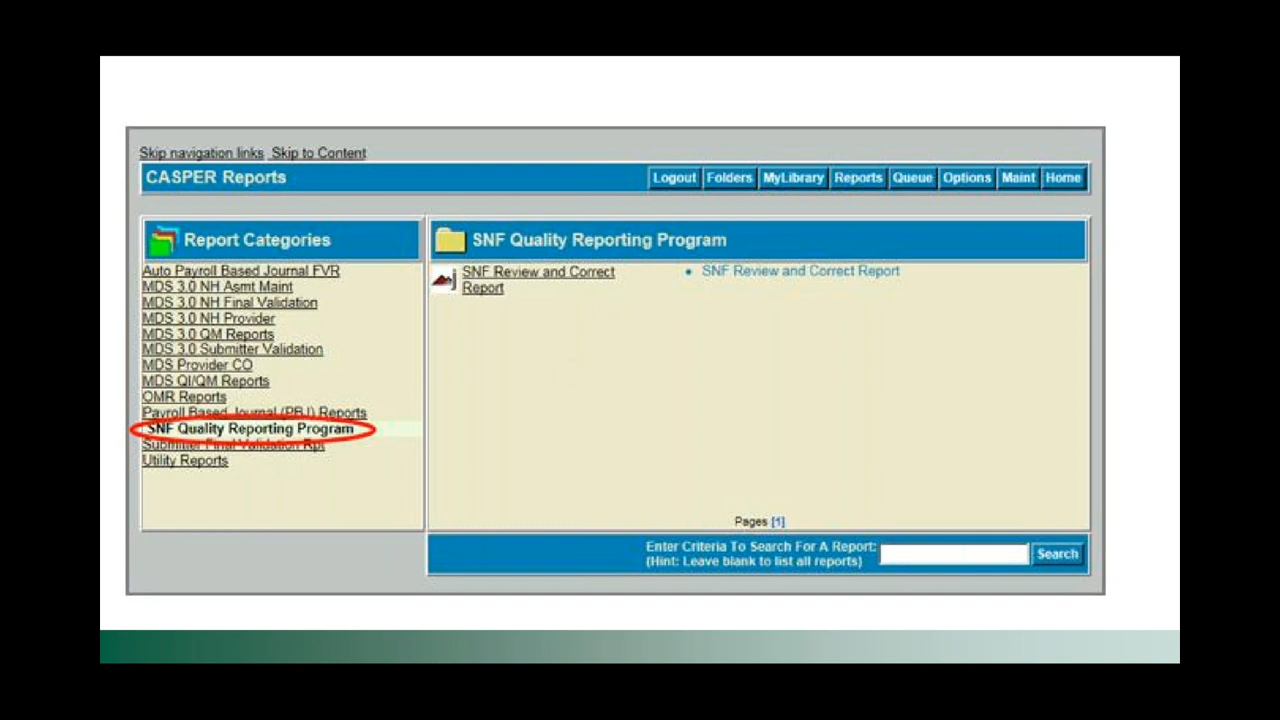 Skip navigation links Skip to Content
CASPER Reports
Logout Folders MyLibrary Reports Queue Options Maint Home
Report Categories
Auto Payroll Based Journal FVR
MDS 3.0 NH Asmt Maint
MDS 3.0 NH Final Validation
MDS 3.0 NH Provider
MDS 3.0 QM Reports
MDS 3.0 Submitter Validation
MDS Provider CO
MDS QI/QM Reports
OMR Reports
Payroll Based Journal (PBJ) Reports
SNF Quality Reporting Program
Submitter Final Validation Rpt
Utility Reports
SNF Quality Reporting Program
SNF Review and Correct
Report
• SNF Review and Correct Report
Pages [1]
Enter Criteria To Search For A Report:
(Hint: Leave blank to list all reports)
Search